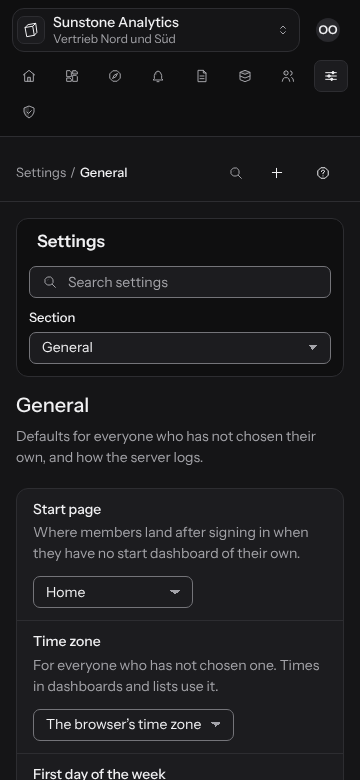 Sunstone Analytics
Vertrieb Nord und Süd
OO
Settings / General
Settings
Search settings
Section
General
General
Defaults for everyone who has not chosen their
own, and how the server logs.
Start page
Where members land after signing in when
they have no start dashboard of their own.
Home
Time zone
For everyone who has not chosen one. Times
in dashboards and lists use it.
The browser's time zone
First day of the week